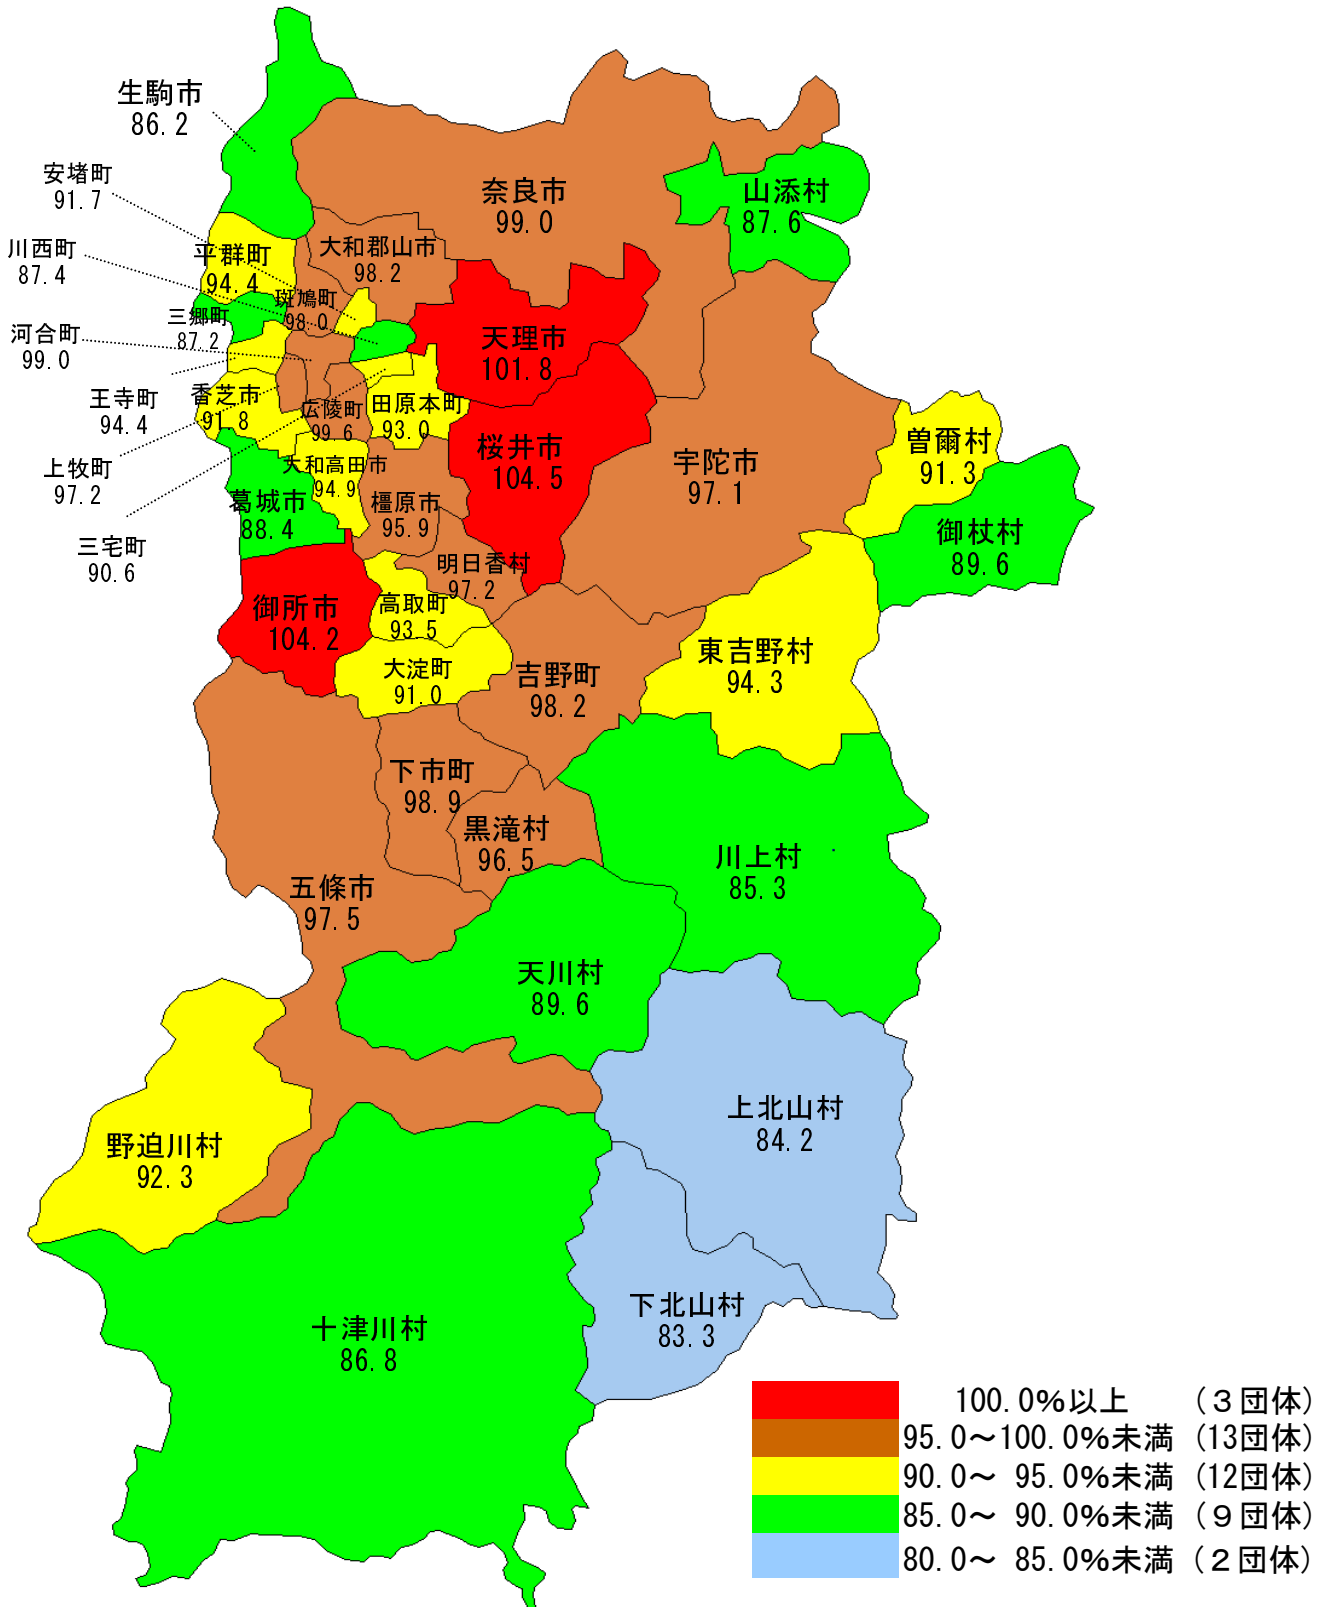 生駒市
86.2
安堵町
91.7
奈良市
99.0
山添村
87.6
川西町
87.4
平群町
94.4
大和郡山市
98.2
斑鳩町
98.0
三郷町
87.2
河合町
99.0
天理市
101.8
王寺町
94.4
香芝市
91.8
広陵町
99.6
田原本町
93.0
上牧町
97.2
大和高田市
94.9
桜井市
104.5
宇陀市
97.1
曽爾村
91.3
葛城市
88.4
橿原市
95.9
御杖村
89.6
三宅町
90.6
明日香村
97.2
御所市
104.2
高取町
93.5
大淀町
91.0
吉野町
98.2
東吉野村
94.3
下市町
98.9
黒滝村
96.5
川上村
85.3
五條市
97.5
天川村
89.6
上北山村
84.2
野迫川村
92.3
下北山村
83.3
十津川村
86.8
100.0%以上 (３団体)
95.0～100.0%未満 (13団体)
90.0～ 95.0%未満 (12団体)
85.0～ 90.0%未満 (９団体)
80.0～ 85.0%未満 (２団体)